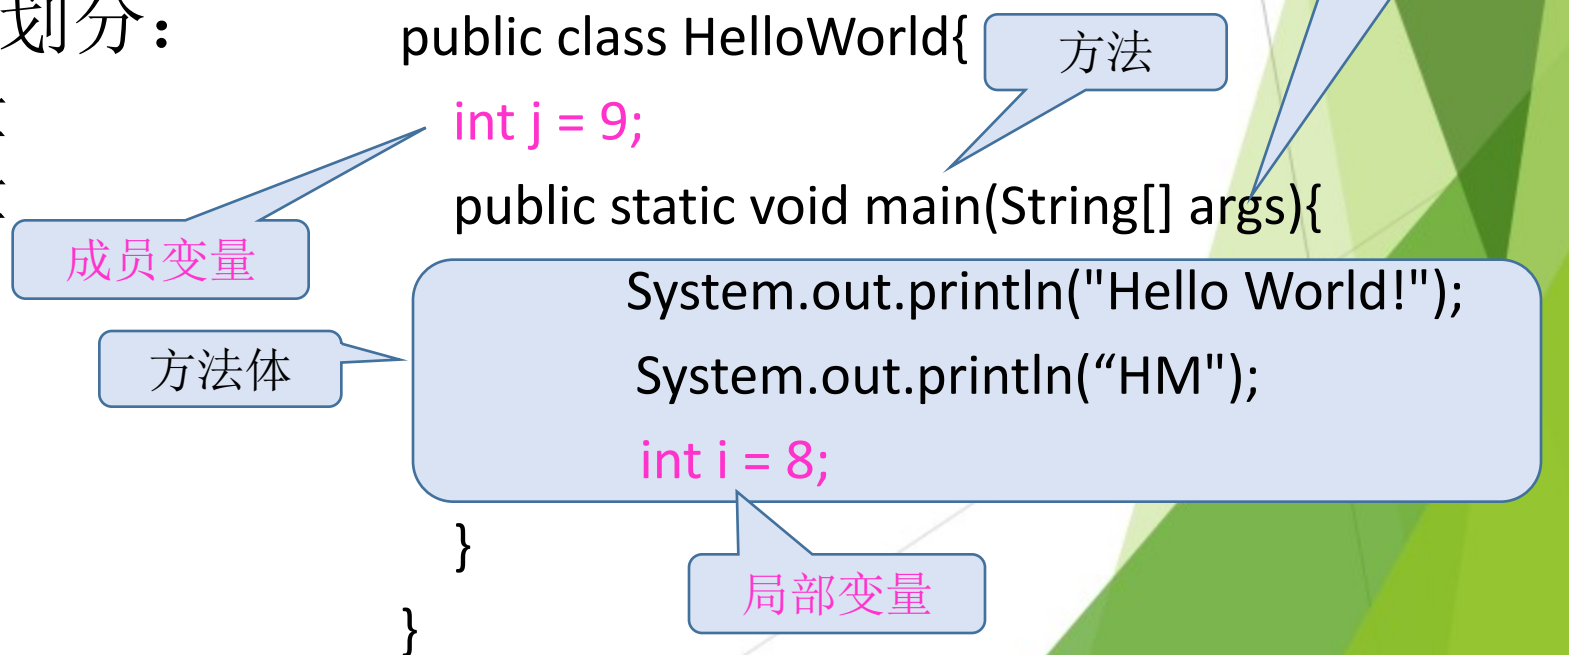 划分：
public class HelloWorld{
方法
int j = 9;
public static void main(String[] args){
成员变量
System.out.println("Hello World!");
方法体
System.out.println(“HM");
int i = 8;
}
局部变量
}